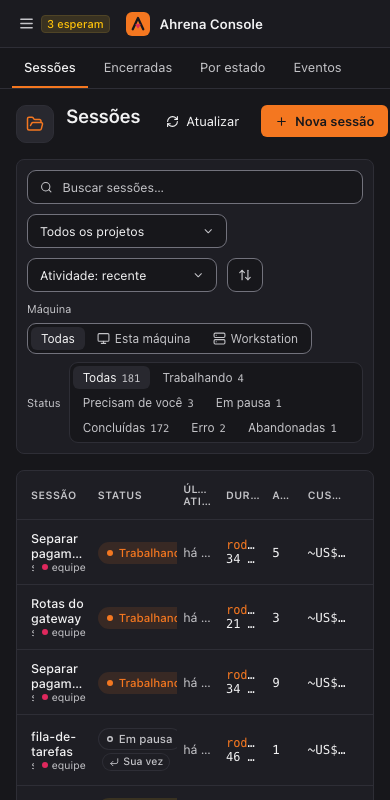 3 esperam
Ahrena Console
Sessões Encerradas Por estado Eventos
Sessões
Atualizar
Nova sessão
Buscar sessões...
Todos os projetos
Atividade: recente
Máquina
Todas Esta máquina Workstation
Status
Todas 181 Trabalhando 4
Precisam de você 3 Em pausa 1
Concluídas 172 Erro 2 Abandonadas 1
SESSÃO STATUS ÚL… ATI… DUR… A… CUS…
Separar pagam… Trabalhando há … rod… 34 … 5 ~US$…
equipe
Rotas do gateway Trabalhando há … rod… 21 … 3 ~US$…
equipe
Separar pagam… Trabalhando há … rod… 34 … 9 ~US$…
equipe
fila-de-tarefas Em pausa há … rod… 46 … 1 ~US$…
equipe Sua vez